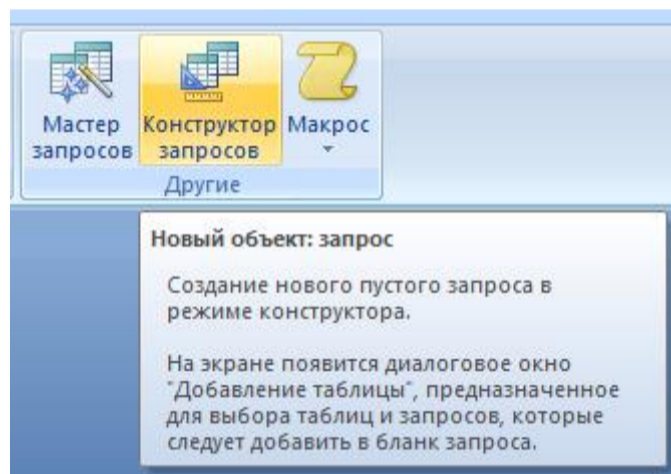 Мастер запросов
Конструктор запросов
Макрос
Другие
Новый объект: запрос
Создание нового пустого запроса в
режиме конструктора.
На экране появится диалоговое окно
"Добавление таблицы", предназначенное
для выбора таблиц и запросов, которые
следует добавить в бланк запроса.